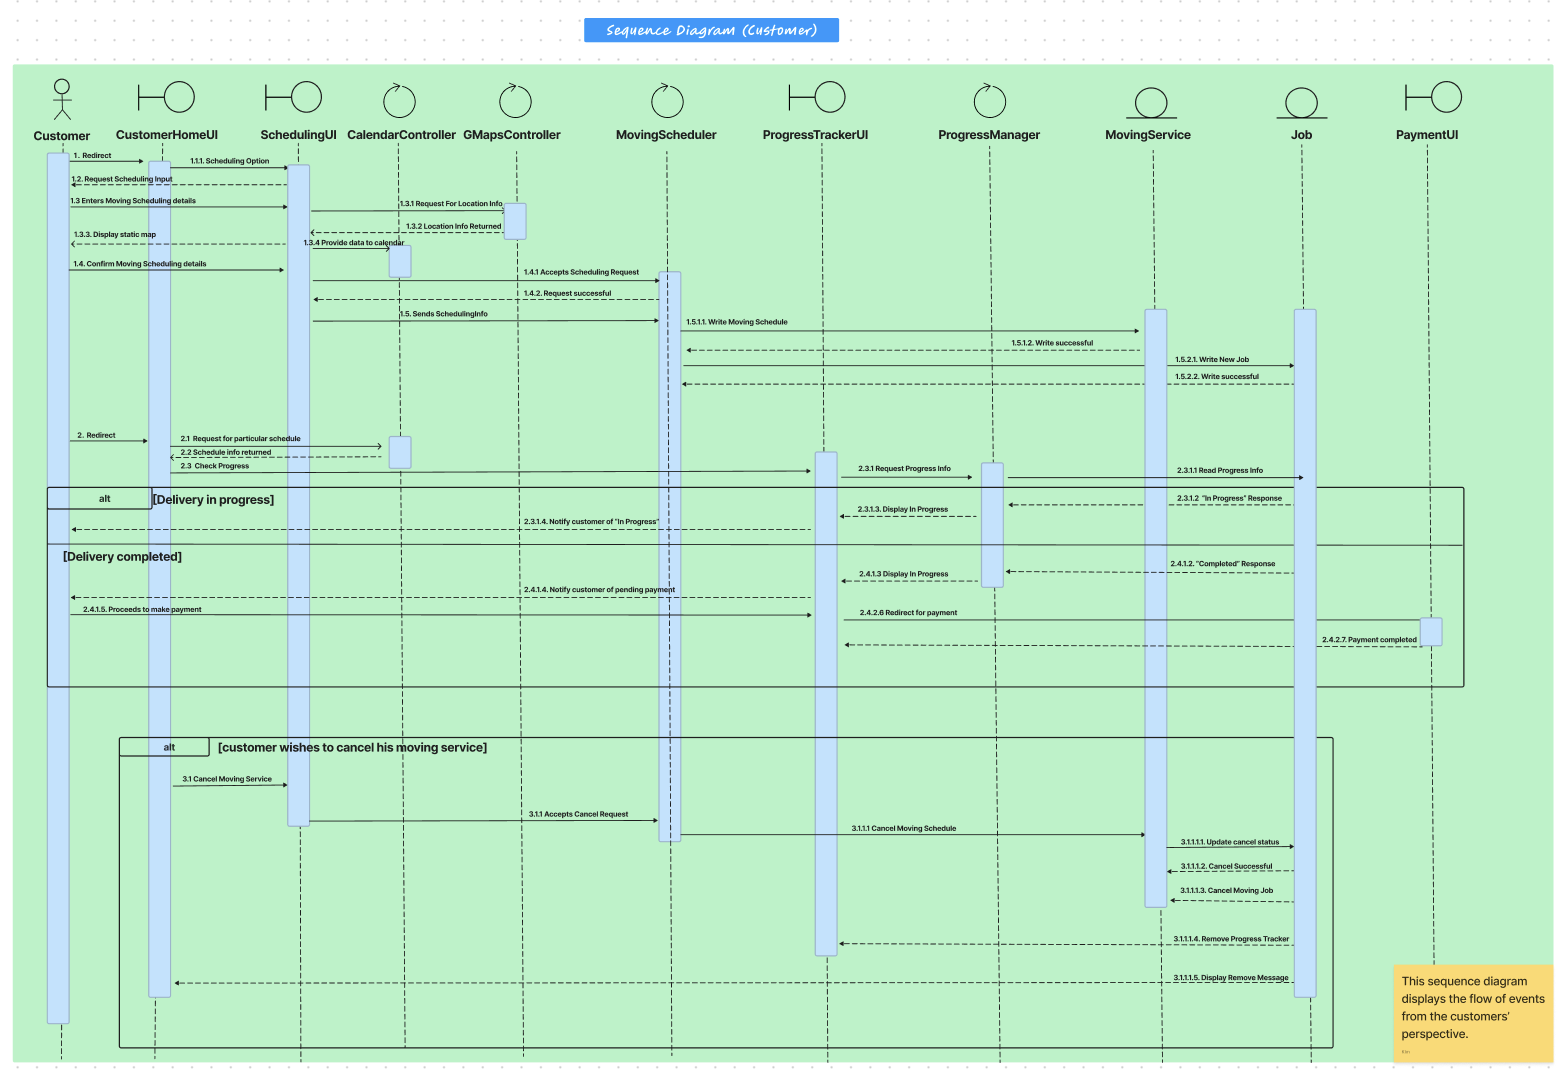 Sequence Diagram (Customer)
Customer
CustomerHomeUI
SchedulingUI
CalendarController
GMapsController
MovingScheduler
ProgressTrackerUI
ProgressManager
MovingService
Job
PaymentUI
1. Redirect
1.1.1. Scheduling Option
1.2. Request Scheduling Input
1.3 Enters Moving Scheduling details
1.3.1 Request For Location Info
1.3.2 Location Info Returned
1.3.3. Display static map
1.3.4 Provide data to calendar
1.4. Confirm Moving Scheduling details
1.4.1 Accepts Scheduling Request
1.4.2. Request successful
1.5. Sends SchedulingInfo
1.5.1.1. Write Moving Schedule
1.5.1.2. Write successful
1.5.2.1. Write New Job
1.5.2.2. Write successful
2. Redirect
2.1 Request for particular schedule
2.2 Schedule info returned
2.3 Check Progress
2.3.1 Request Progress Info
2.3.1.1 Read Progress Info
alt
[Delivery in progress]
2.3.1.2 "In Progress" Response
2.3.1.3. Display In Progress
2.3.1.4. Notify customer of "In Progress"
[Delivery completed]
2.4.1.2. "Completed" Response
2.4.1.3 Display In Progress
2.4.1.4. Notify customer of pending payment
2.4.1.5. Proceeds to make payment
2.4.2.6 Redirect for payment
2.4.2.7. Payment completed
alt
[customer wishes to cancel his moving service]
3.1 Cancel Moving Service
3.1.1 Accepts Cancel Request
3.1.1.1 Cancel Moving Schedule
3.1.1.1.1. Update cancel status
3.1.1.1.2. Cancel Successful
3.1.1.1.3. Cancel Moving Job
3.1.1.1.4. Remove Progress Tracker
3.1.1.1.5. Display Remove Message
This sequence diagram
displays the flow of events
from the customers'
perspective.